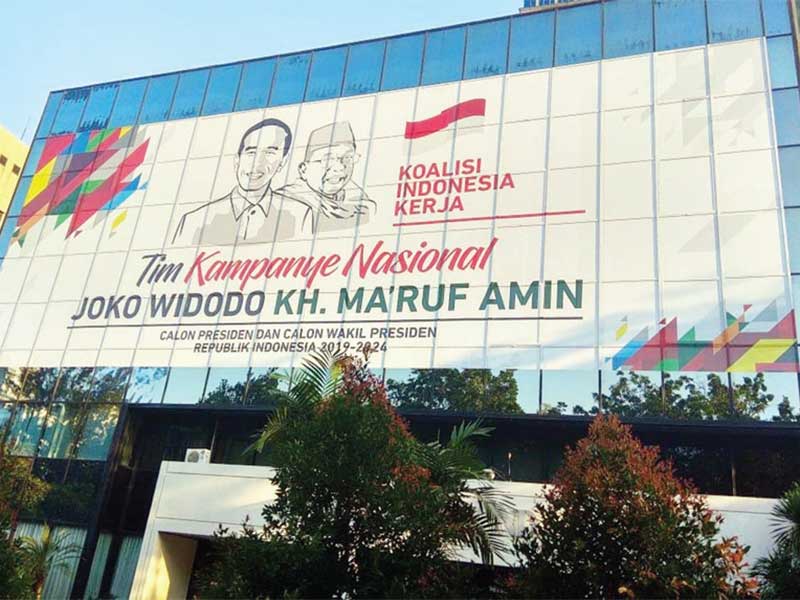 KOALISI
INDONESIA
KERJA
Tim Kampanye Nasional
JOKO WIDODO KH. MA'RUF AMIN
CALON PRESIDEN DAN CALON WAKIL PRESIDEN
REPUBLIK INDONESIA 2019-2024